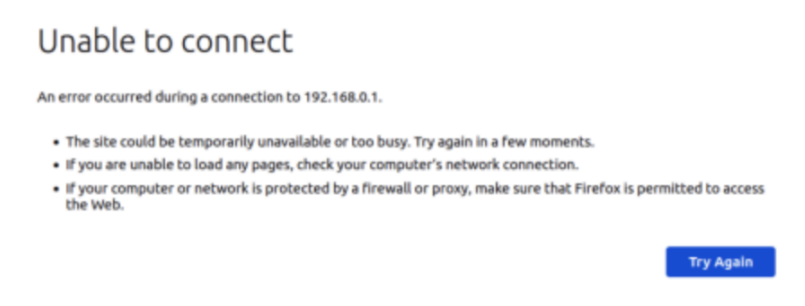 Unable to connect
An error occurred during a connection to 192.168.0.1.
• The site could be temporarily unavailable or too busy. Try again in a few moments.
• If you are unable to load any pages, check your computer's network connection.
• If your computer or network is protected by a firewall or proxy, make sure that Firefox is permitted to access
the Web.
Try Again